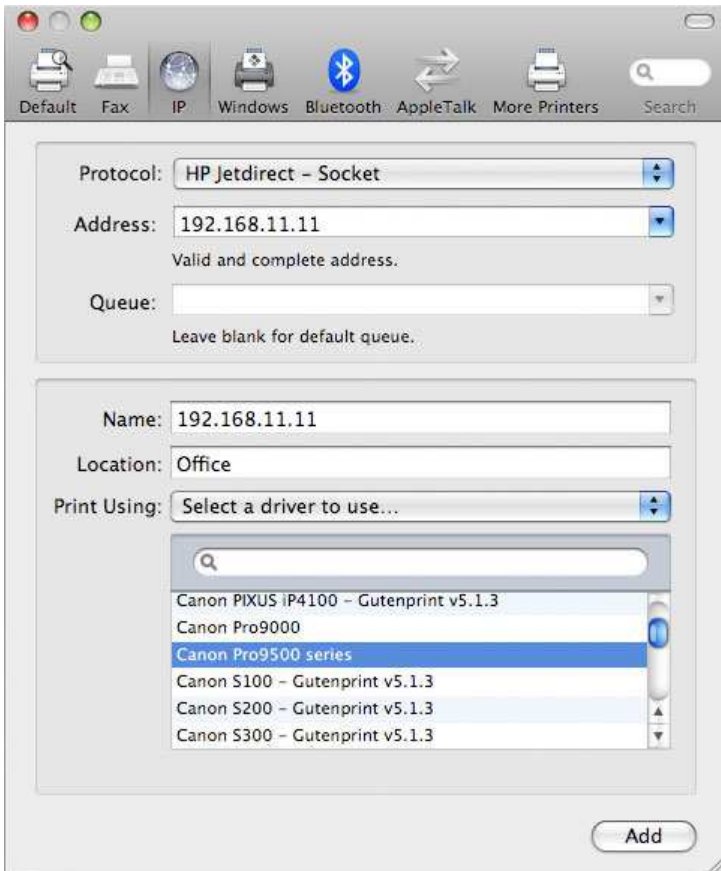 Default Fax IP Windows Bluetooth AppleTalk More Printers Search
Protocol: HP Jetdirect – Socket
Address: 192.168.11.11
Valid and complete address.
Queue:
Leave blank for default queue.
Name: 192.168.11.11
Location: Office
Print Using: Select a driver to use...
Canon PIXUS iP4100 – Gutenprint v5.1.3
Canon Pro9000
Canon Pro9500 series
Canon S100 – Gutenprint v5.1.3
Canon S200 – Gutenprint v5.1.3
Canon S300 – Gutenprint v5.1.3
Add